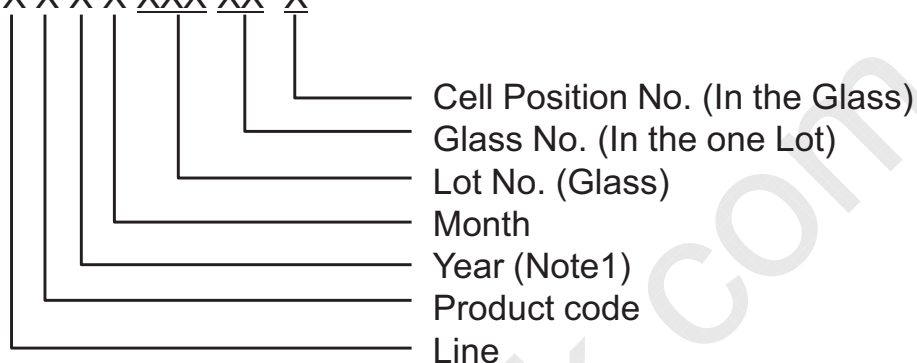 X X X X XXX XX X
Cell Position No. (In the Glass)
Glass No. (In the one Lot)
Lot No. (Glass)
Month
Year (Note1)
Product code
Line
com